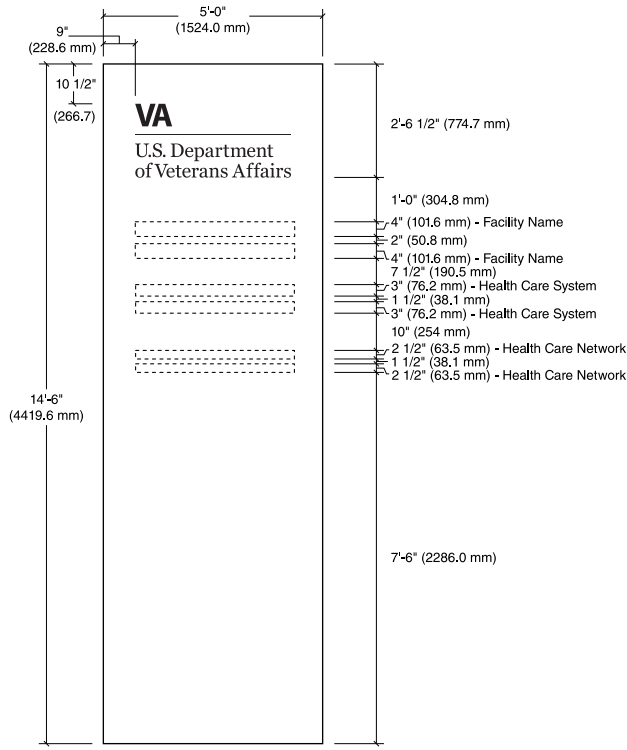 5'-0"
(1524.0 mm)
9"
(228.6 mm)
10 1/2"
(266.7)
VA
U.S. Department
of Veterans Affairs
14'-6"
(4419.6 mm)
2'-6 1/2" (774.7 mm)
1'-0" (304.8 mm)
4" (101.6 mm) - Facility Name
2" (50.8 mm)
4" (101.6 mm) - Facility Name
7 1/2" (190.5 mm)
3" (76.2 mm) - Health Care System
1 1/2" (38.1 mm)
3" (76.2 mm) - Health Care System
10" (254 mm)
2 1/2" (63.5 mm) - Health Care Network
1 1/2" (38.1 mm)
2 1/2" (63.5 mm) - Health Care Network
7'-6" (2286.0 mm)